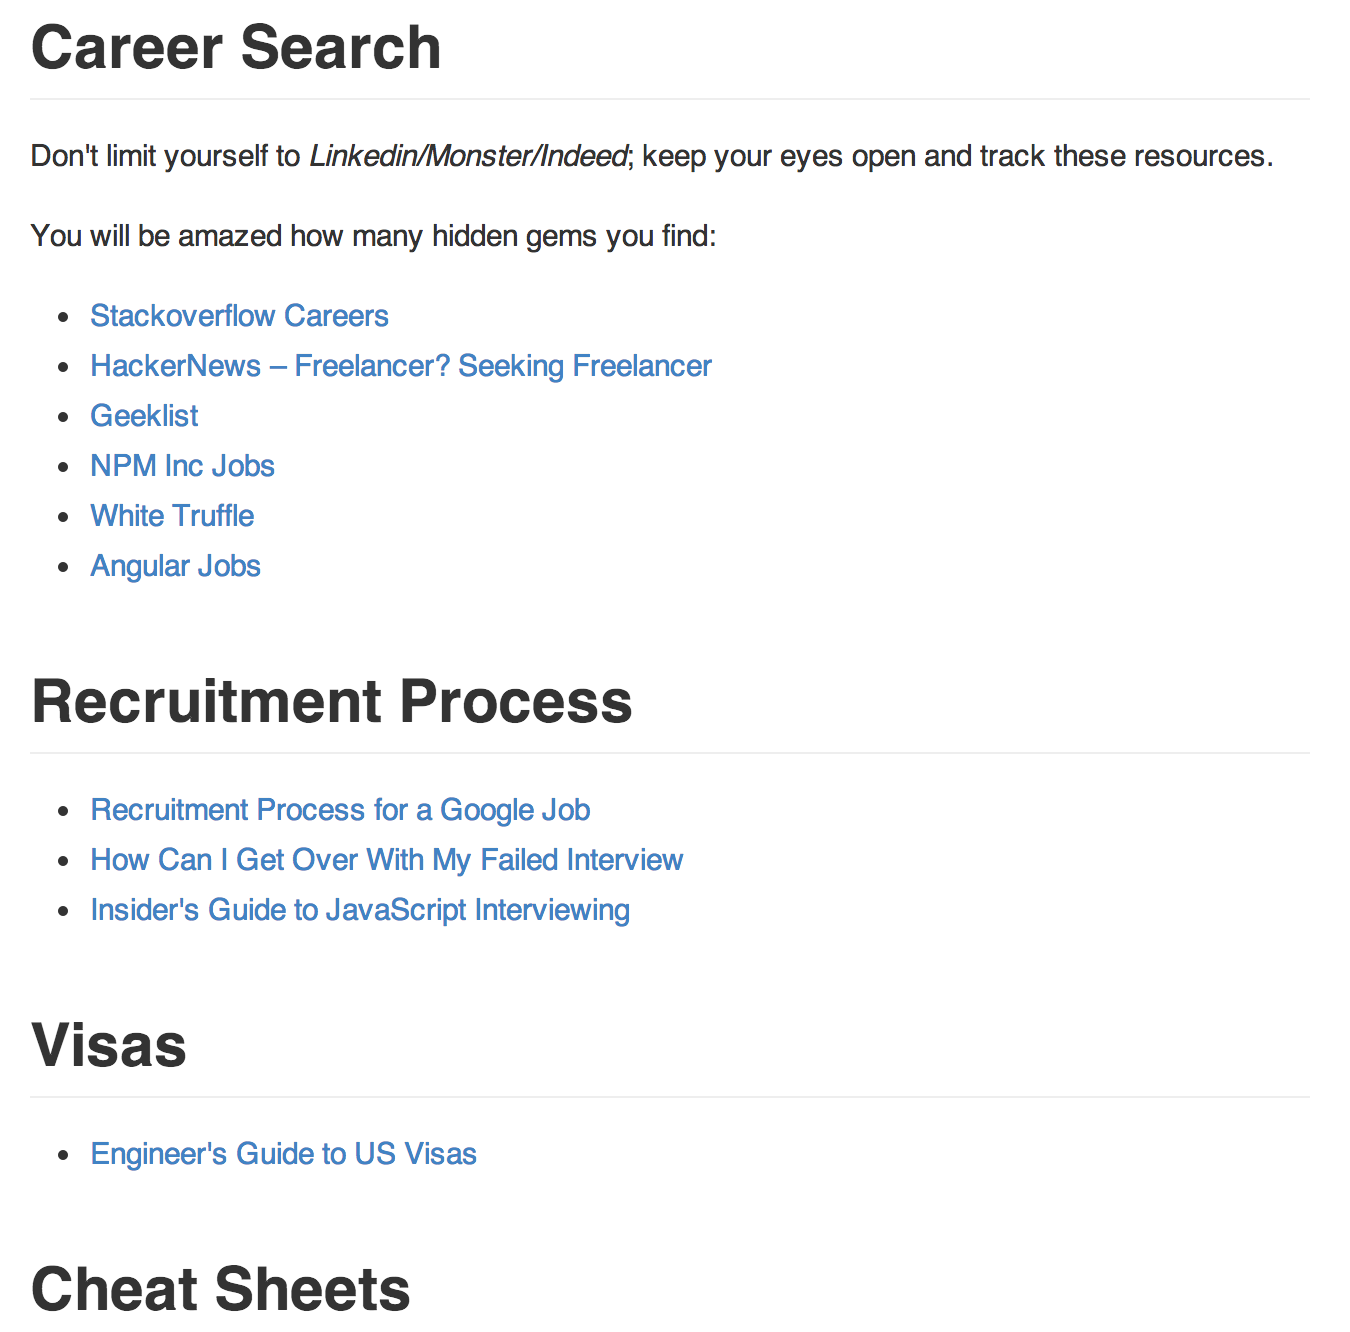 Career Search
Don't limit yourself to Linkedin/Monster/Indeed; keep your eyes open and track these resources.
You will be amazed how many hidden gems you find:
Stackoverflow Careers
HackerNews – Freelancer? Seeking Freelancer
Geeklist
NPM Inc Jobs
White Truffle
Angular Jobs
Recruitment Process
Recruitment Process for a Google Job
How Can I Get Over With My Failed Interview
Insider's Guide to JavaScript Interviewing
Visas
Engineer's Guide to US Visas
Cheat Sheets